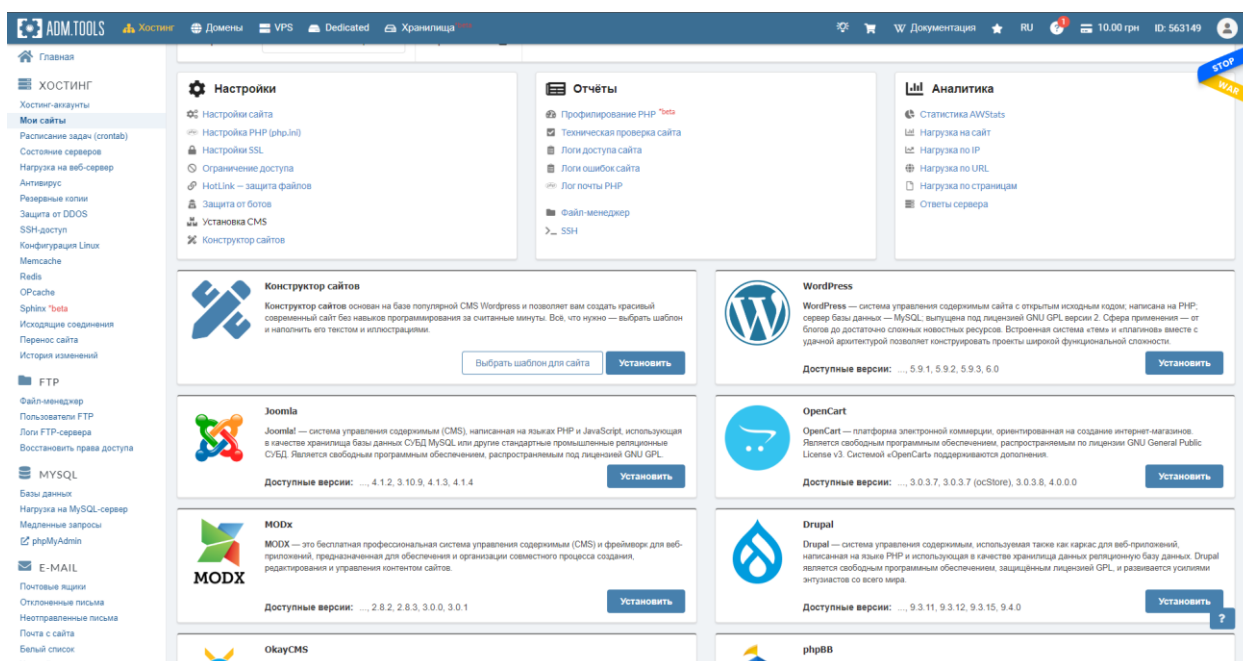 ADM.TOOLS Хостинг Домены VPS Dedicated Хранилища Документация RU 1 10.00 грн ID: 563149
STOP
WAR
Главная
ХОСТИНГ
Хостинг-аккаунты
Мои сайты
Расписание задач (crontab)
Состояние серверов
Нагрузка на веб-сервер
Антивирус
Резервные копии
Защита от DDOS
SSH-доступ
Конфигурация Linux
Memcache
Redis
OPcache
Sphinx *beta
Исходящие соединения
Перенос сайта
История изменений
FTP
Файл-менеджер
Пользователи FTP
Логи FTP-сервера
Восстановить права доступа
MYSQL
Базы данных
Нагрузка на MySQL-сервер
Медленные запросы
phpMyAdmin
E-MAIL
Почтовые ящики
Отклоненные письма
Неотправленные письма
Почта с сайта
Белый список
Настройки
Настройки сайта
Настройка PHP (php.ini)
Настройки SSL
Ограничение доступа
HotLink — защита файлов
Защита от ботов
Установка CMS
Конструктор сайтов
Отчёты
Профилирование PHP *beta
Техническая проверка сайта
Логи доступа сайта
Логи ошибок сайта
Лог почты PHP
Файл-менеджер
SSH
Аналитика
Статистика AWStats
Нагрузка на сайт
Нагрузка по IP
Нагрузка по URL
Нагрузка по страницам
Ответы сервера
Конструктор сайтов
Конструктор сайтов основан на базе популярной CMS Wordpress и позволяет вам создать красивый
современный сайт без навыков программирования за считанные минуты. Всё, что нужно — выбрать шаблон
и наполнить его текстом и иллюстрациями.
Выбрать шаблон для сайта Установить
WordPress
WordPress — система управления содержимым сайта с открытым исходным кодом; написана на PHP;
сервер базы данных — MySQL; выпущена под лицензией GNU GPL версии 2. Сфера применения — от
блогов до достаточно сложных новостных ресурсов. Встроенная система «тем» и «плагинов» вместе с
удачной архитектурой позволяет конструировать проекты широкой функциональной сложности.
Доступные версии: ..., 5.9.1, 5.9.2, 5.9.3, 6.0 Установить
Joomla
Joomla! — система управления содержимым (CMS), написанная на языках PHP и JavaScript, использующая
в качестве хранилища базы данных СУБД MySQL или другие стандартные промышленные реляционные
СУБД. Является свободным программным обеспечением, распространяемым под лицензией GNU GPL.
Доступные версии: ..., 4.1.2, 3.10.9, 4.1.3, 4.1.4 Установить
OpenCart
OpenCart — платформа электронной коммерции, ориентированная на создание интернет-магазинов.
Является свободным программным обеспечением, распространяемым по лицензии GNU General Public
License v3. Системой «OpenCart» поддерживаются дополнения.
Доступные версии: ..., 3.0.3.7, 3.0.3.7 (ocStore), 3.0.3.8, 4.0.0.0 Установить
MODx
MODX
MODX — это бесплатная профессиональная система управления содержимым (CMS) и фреймворк для веб-
приложений, предназначенная для обеспечения и организации совместного процесса создания,
редактирования и управления контентом сайтов.
Доступные версии: ..., 2.8.2, 2.8.3, 3.0.0, 3.0.1 Установить
Drupal
Drupal — система управления содержимым, используемая также как каркас для веб-приложений,
написанная на языке PHP и использующая в качестве хранилища данных реляционную базу данных. Drupal
является свободным программным обеспечением, защищённым лицензией GPL, и развивается усилиями
энтузиастов со всего мира.
Доступные версии: ..., 9.3.11, 9.3.12, 9.3.15, 9.4.0 Установить
?
OkayCMS
phpBB